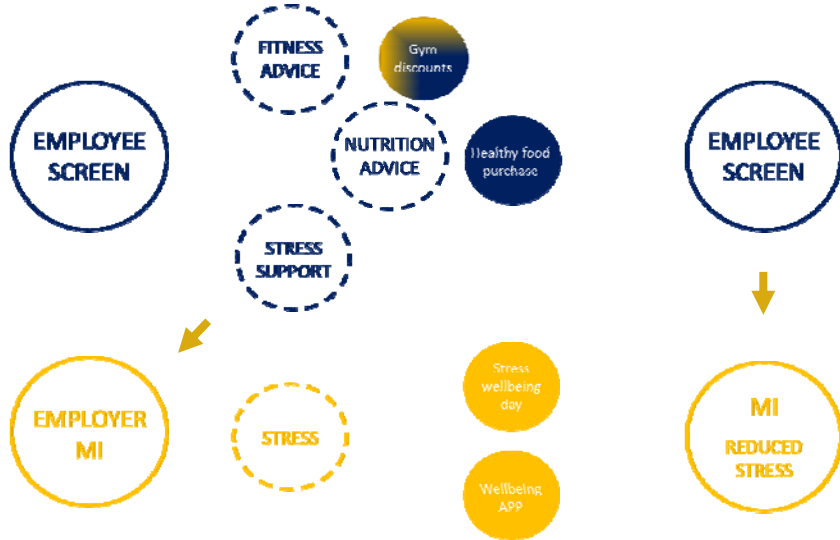 FITNESS
ADVICE
Gym
discounts
EMPLOYEE
SCREEN
NUTRITION
ADVICE
Healthy food
purchase
EMPLOYEE
SCREEN
STRESS
SUPPORT
EMPLOYER
MI
STRESS
Stress
wellbeing
day
Wellbeing
APP
MI
REDUCED
STRESS